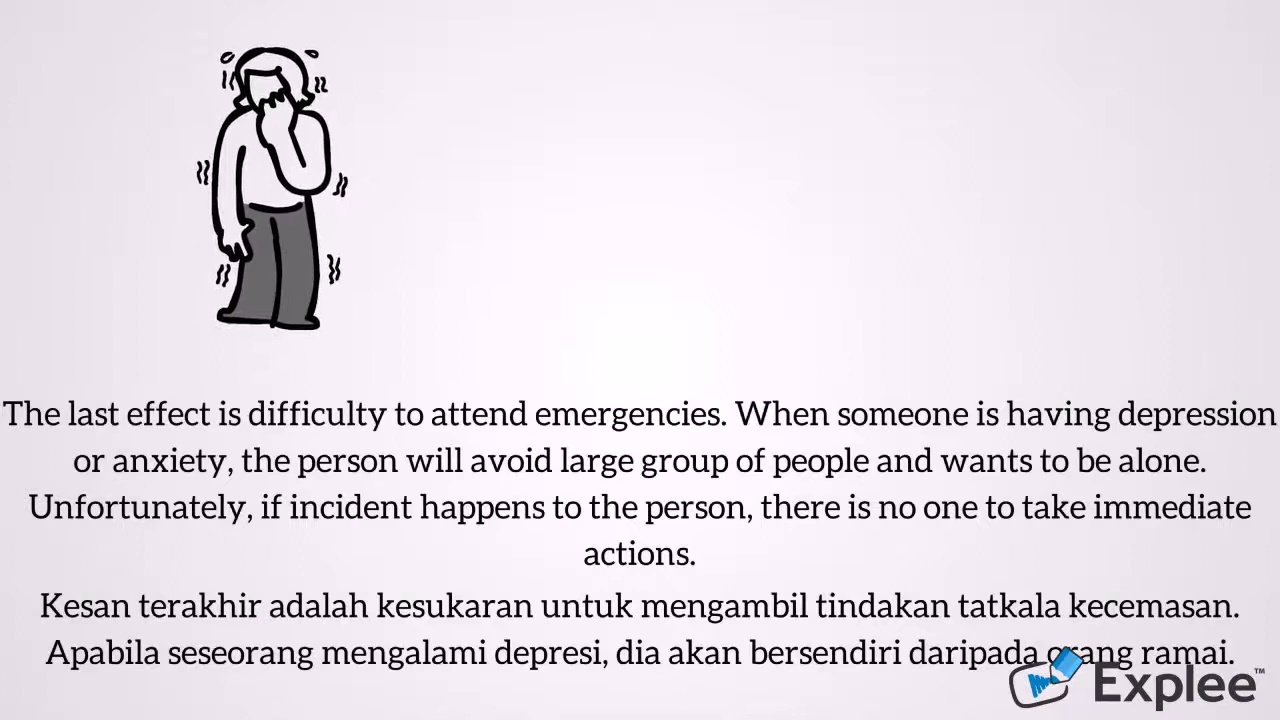 The last effect is difficulty to attend emergencies. When someone is having depression
or anxiety, the person will avoid large group of people and wants to be alone.
Unfortunately, if incident happens to the person, there is no one to take immediate
actions.
Kesan terakhir adalah kesukaran untuk mengambil tindakan tatkala kecemasan.
Apabila seseorang mengalami depresi, dia akan bersendiri daripada orang ramai.
Explee™